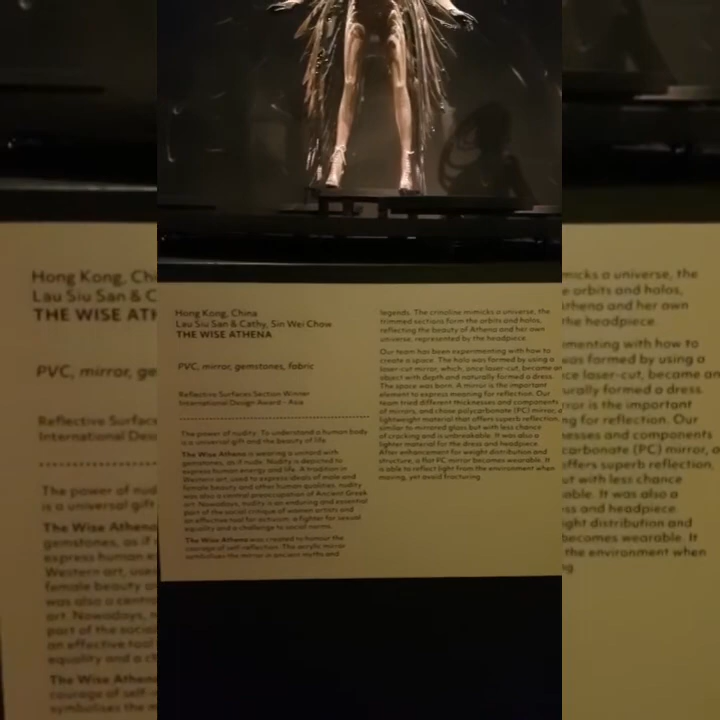 Hong Kong, China
Lau Siu San & Cathy, Sin Wei Chow
THE WISE ATHENA
PVC, mirror, gemstones, fabric
Reflective Surfaces Section Winner
International Design Award - Asia
The power of nudity: To understand a human body
is a universal gift and the beauty of life
The Wise Athena is wearing a unitard with
gemstones, as if nude. Nudity is depicted to
express human energy and life. A tradition in
Western art, used to express ideals of male and
female beauty and other human qualities, nudity
was also a central preoccupation of Ancient Greek
art. Nowadays, nudity is an enduring and essential
part of the social critique of women artists and
an effective tool for activism: a fighter for sexual
equality and a challenge to social norms.
The Wise Athena was created to honour the
courage of self-reflection. The acrylic mirror
symbolises the mirror in ancient myths and
legends. The crinoline mimicks a universe, the
trimmed sections form the orbits and halos,
reflecting the beauty of Athena and her own
universe, represented by the headpiece.
Our team has been experimenting with how to
create a space. The halo was formed by using a
laser-cut mirror, which, once laser-cut, became an
object with depth and naturally formed a dress.
The space was born. A mirror is the important
element to express meaning for reflection. Our
team tried different thicknesses and components
of mirrors, and chose polycarbonate (PC) mirror, a
lightweight material that offers superb reflection,
similar to mirrored glass but with less chance
of cracking and is unbreakable. It was also a
lighter material for the dress and headpiece.
After enhancement for weight distribution and
structure, a flat PC mirror becomes wearable. It
is able to reflect light from the environment when
moving, yet avoid fracturing.